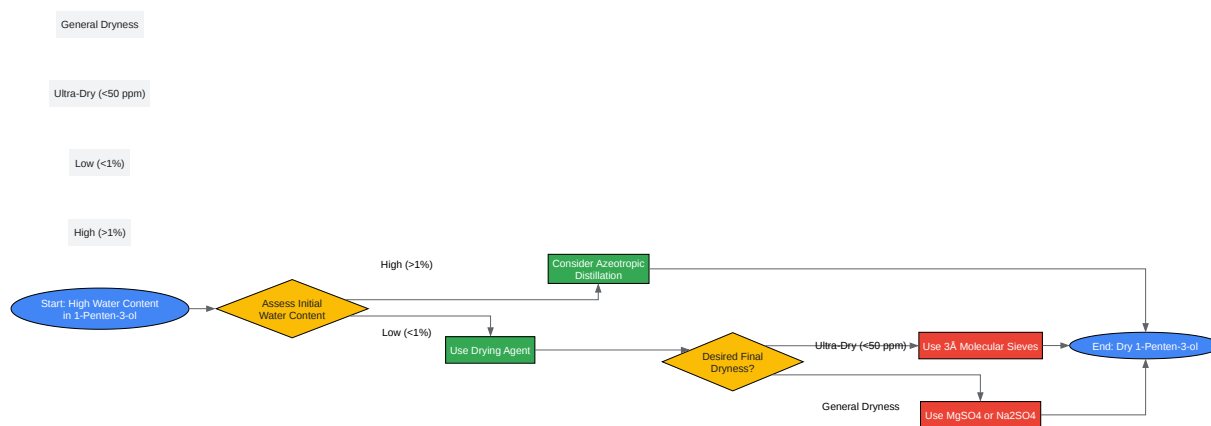 General Dryness
Ultra-Dry (<50 ppm)
Low (<1%)
High (>1%)
High (>1%)
Consider Azeotropic
Distillation
Start: High Water Content
in 1-Penten-3-ol
Assess Initial
Water Content
Low (<1%)
Use Drying Agent
Desired Final
Dryness?
Ultra-Dry (<50 ppm)
Use 3Å Molecular Sieves
End: Dry 1-Penten-3-ol
General Dryness
Use MgSO4 or Na2SO4